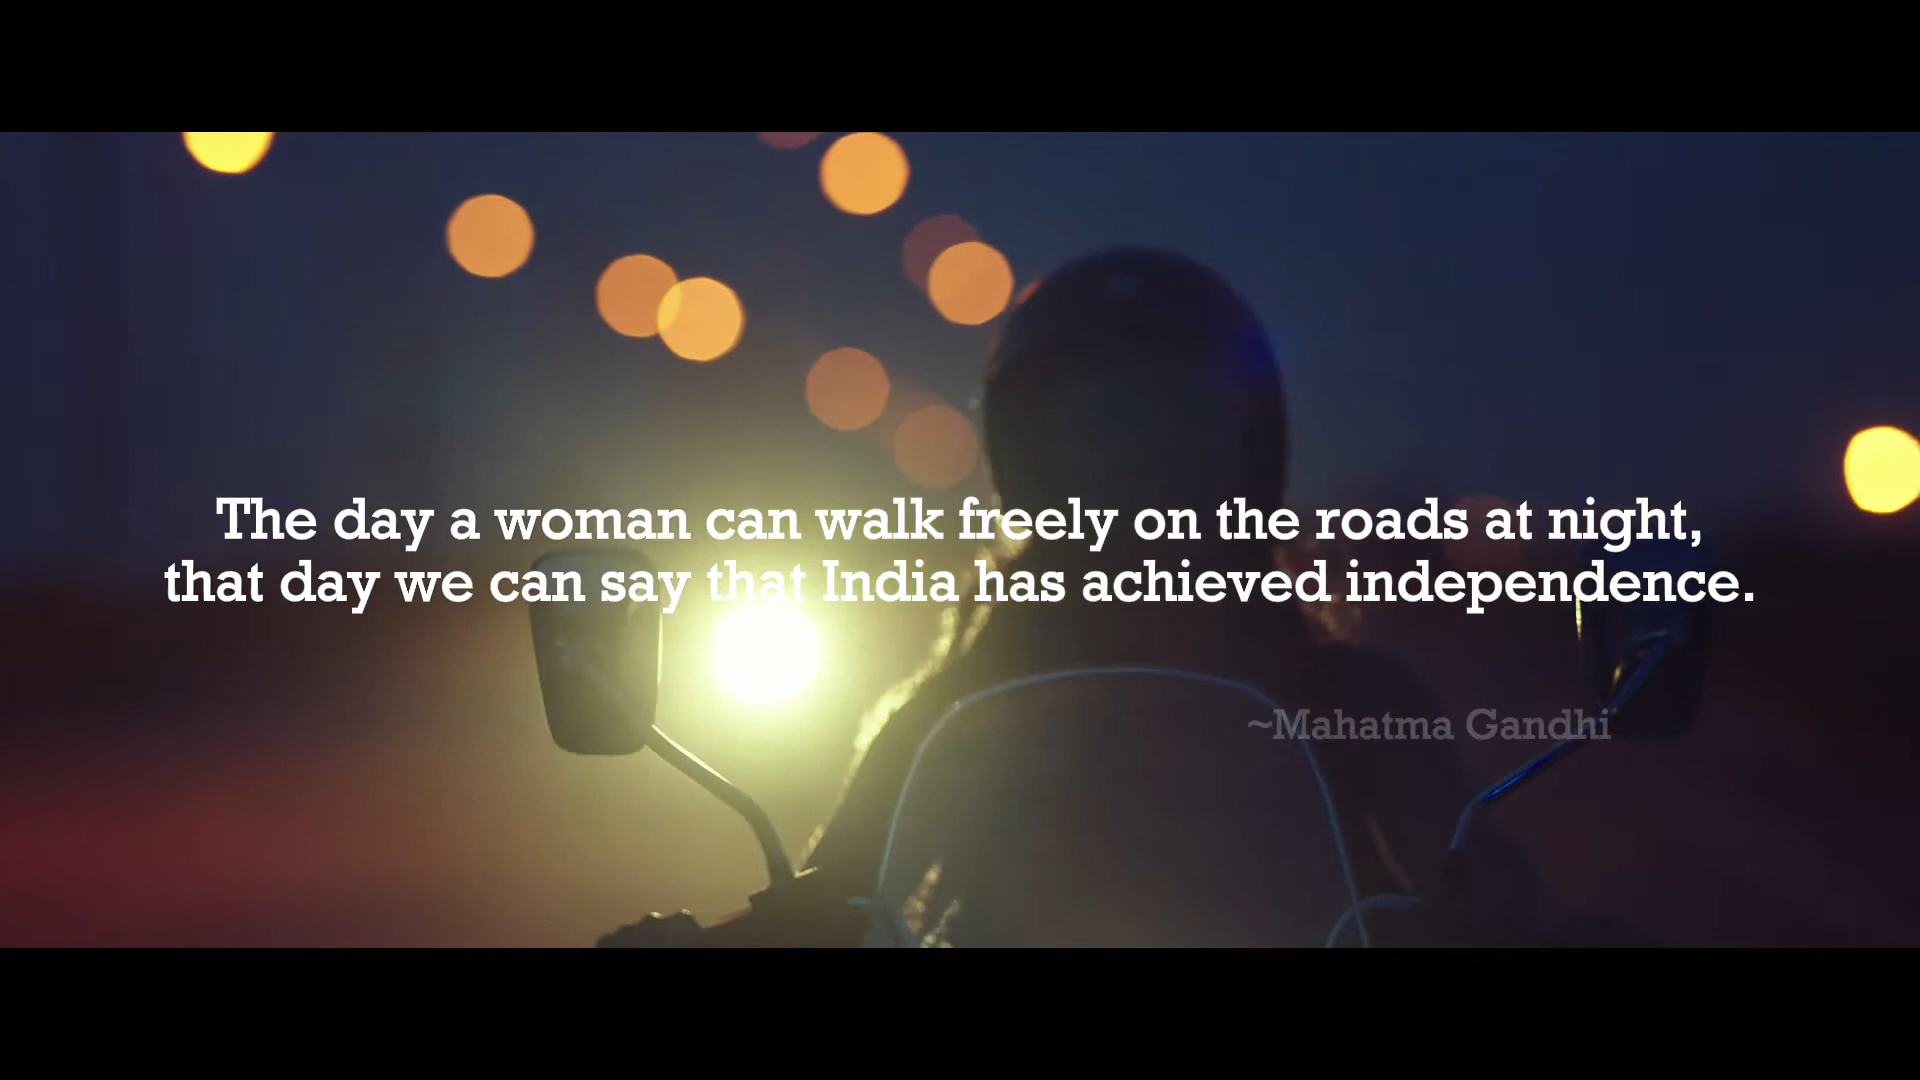 The day a woman can walk freely on the roads at night,
that day we can say that India has achieved independence.
~Mahatma Gandhi